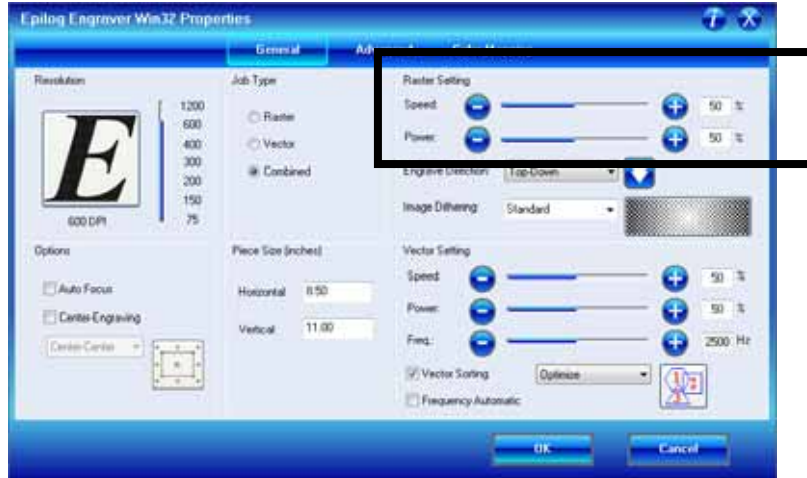 Epilog Engraver Win32 Properties
General
Resolution
1200
600
400
300
200
150
75
E
600 DPI
Job Type
Raster
Vector
Combined
Raster Setting
Speed: 50 %
Power: 50 %
Engrave Direction: Top-Down
Image Dithering: Standard
Options
Auto Focus
Center-Engraving
Center-Center
Piece Size (inches)
Horizontal 8.50
Vertical 11.00
Vector Setting
Speed: 50 %
Power: 50 %
Freq.: 2500 Hz
Vector Sorting Optimize
Frequency Automatic
OK Cancel